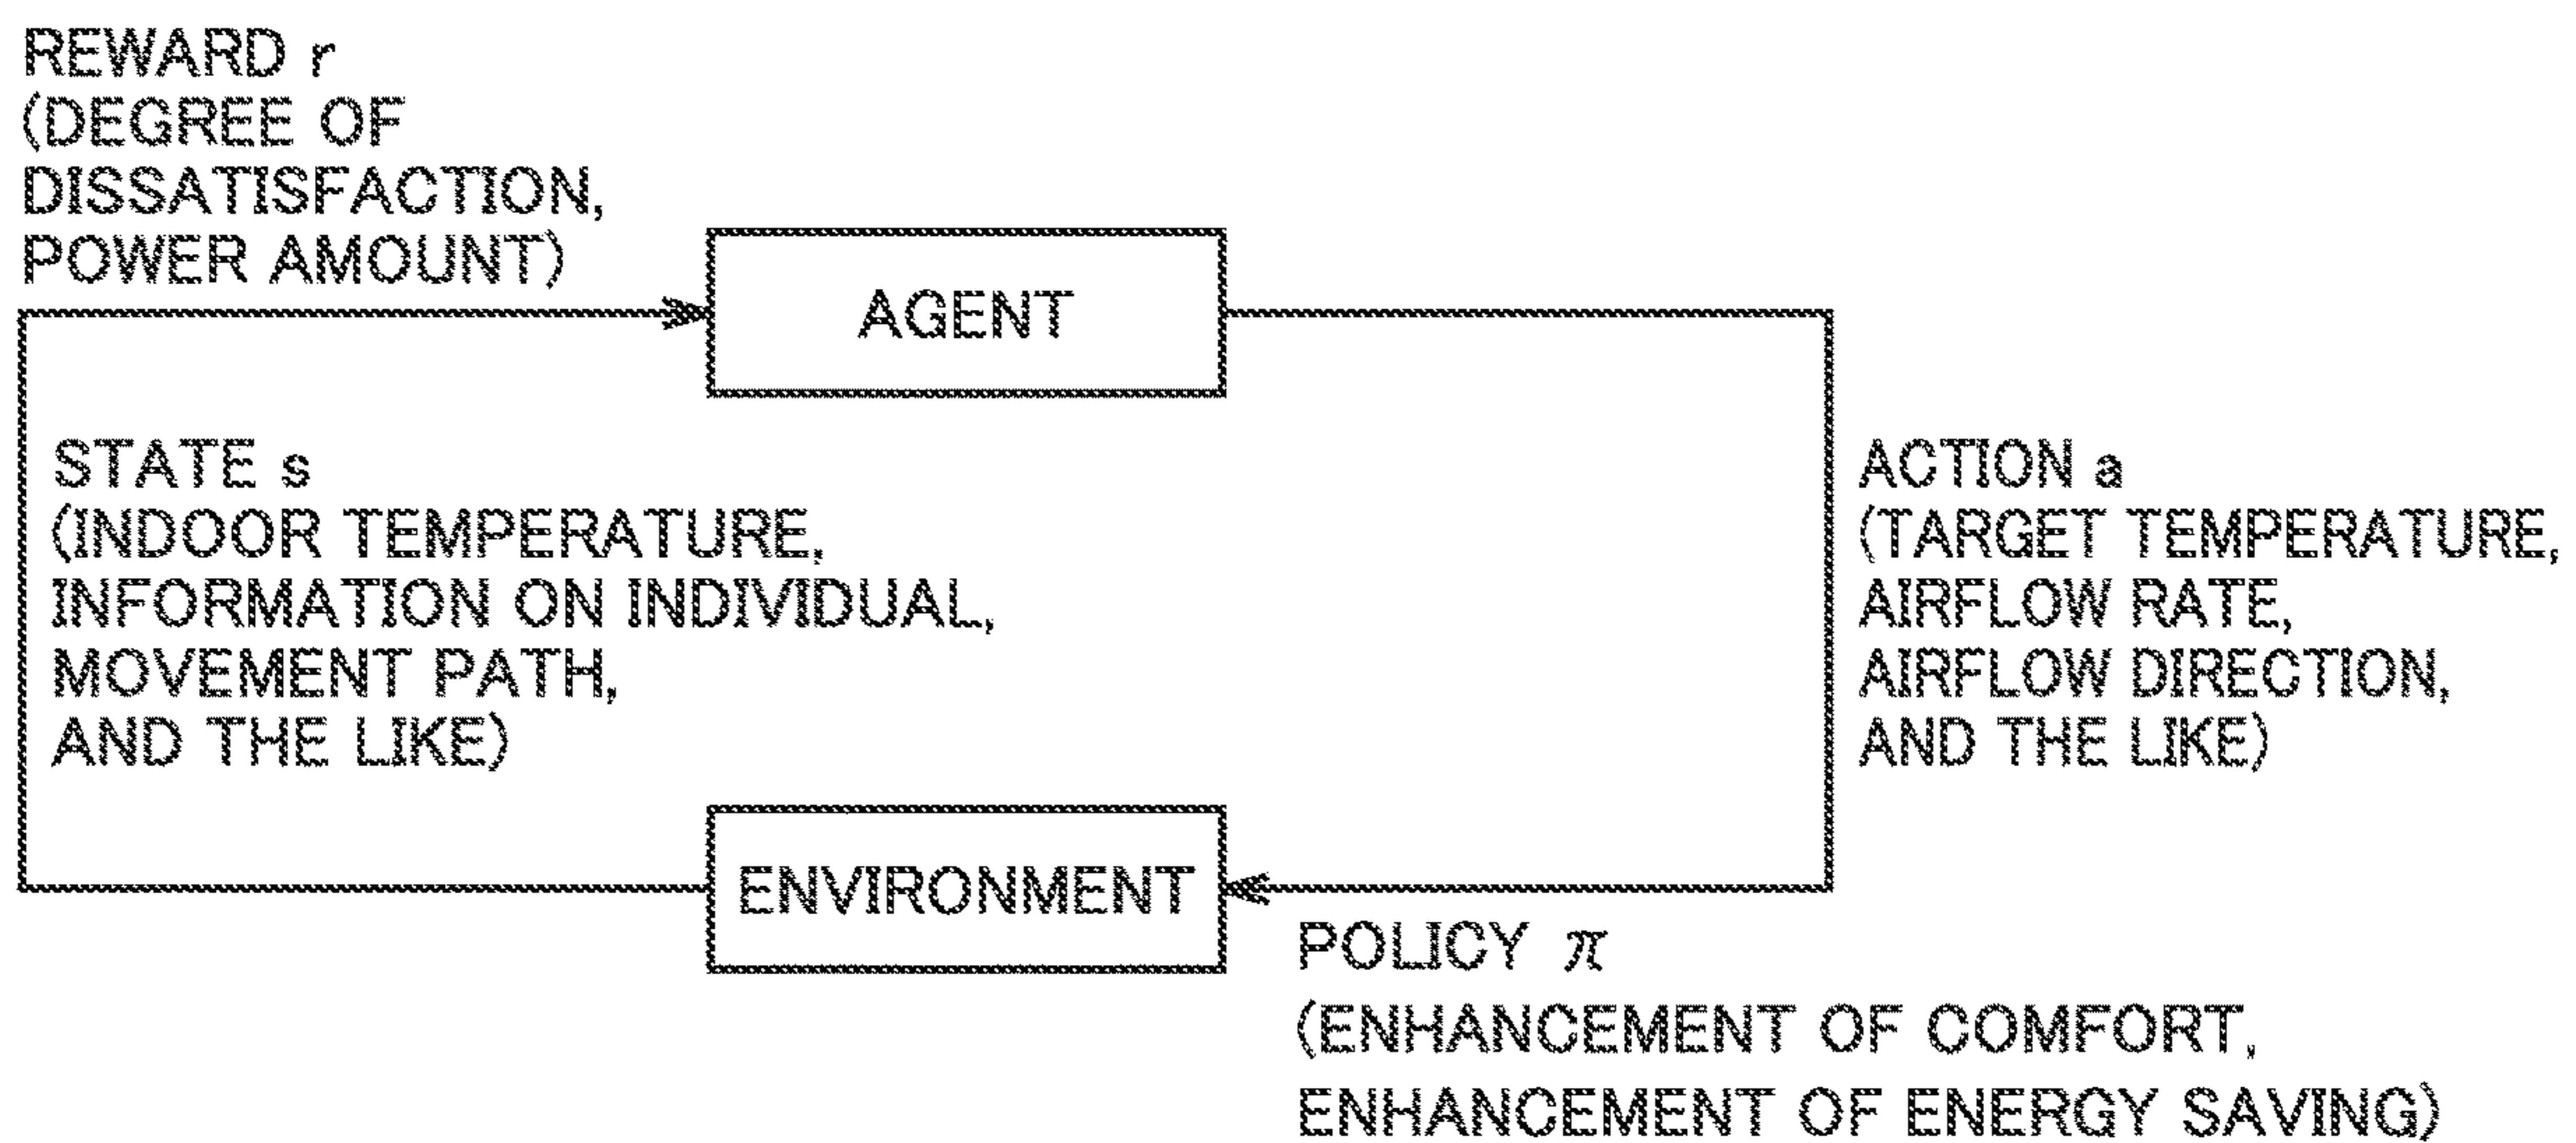 REWARD r
(DEGREE OF
DISSATISFACTION,
POWER AMOUNT)
AGENT
STATE s
(INDOOR TEMPERATURE,
INFORMATION ON INDIVIDUAL,
MOVEMENT PATH,
AND THE LIKE)
ACTION a
(TARGET TEMPERATURE,
AIRFLOW RATE,
AIRFLOW DIRECTION,
AND THE LIKE)
ENVIRONMENT
POLICY π
(ENHANCEMENT OF COMFORT,
ENHANCEMENT OF ENERGY SAVING)